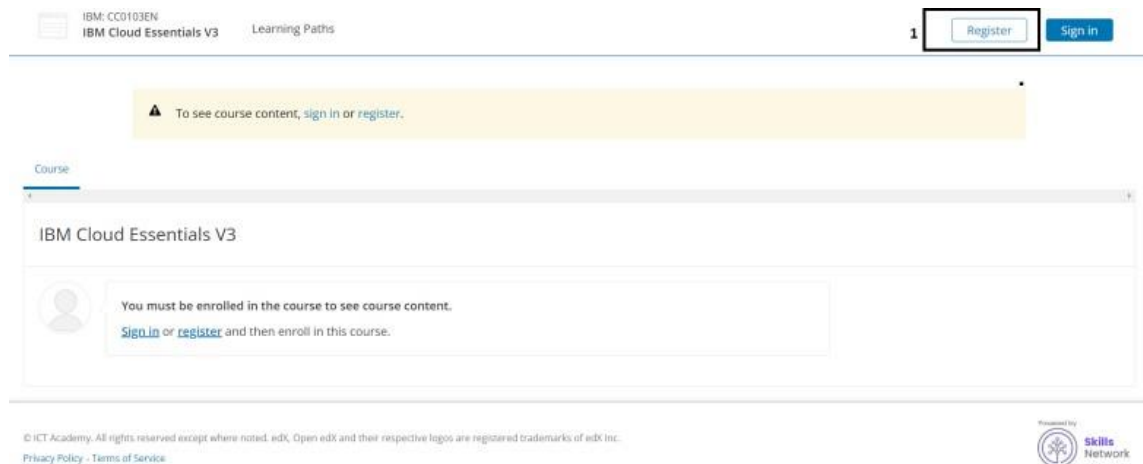 IBM: CC0103EN
IBM Cloud Essentials V3
Learning Paths
1
Register
Sign in
To see course content, sign in or register.
Course
IBM Cloud Essentials V3
You must be enrolled in the course to see course content.
Sign in or register and then enroll in this course.
© ICT Academy. All rights reserved except where noted. edX, Open edX and their respective logos are registered trademarks of edX Inc.
Privacy Policy - Terms of Service
Powered by
Skills
Network